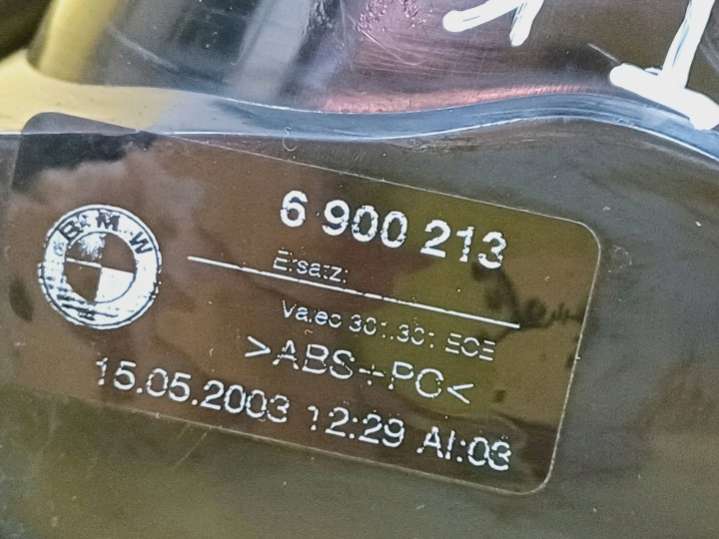 BMW
6 900 213
Ersatz:
Valeo 301.301 ECE
>ABS+PC<
15.05.2003 12:29 AI:03